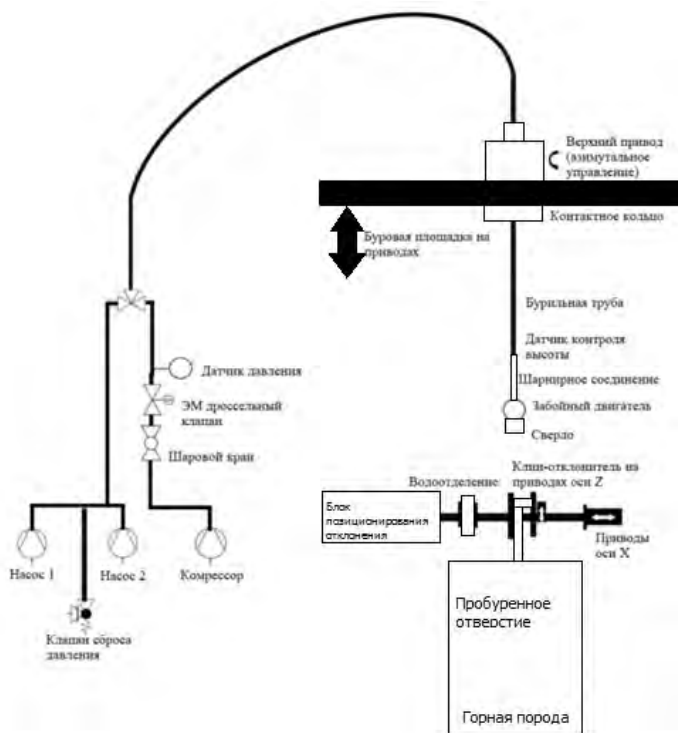 Верхний привод
(азимутальное
управление)
Контактное кольцо
Буровая площадка на
приводах
Бурильная труба
Датчик контроля
высоты
Шарнирное соединение
Забойный двигатель
Сверло
Датчик давления
ЭМ дроссельный
клапан
Шаровой кран
Насос 1
Насос 2
Компрессор
Клапан сброса
давления
Водоотделение
Клин-отклонитель на
приводах оси Z
Блок
позиционирования
отклонения
Приводы
оси X
Пробуренное
отверстие
Горная порода